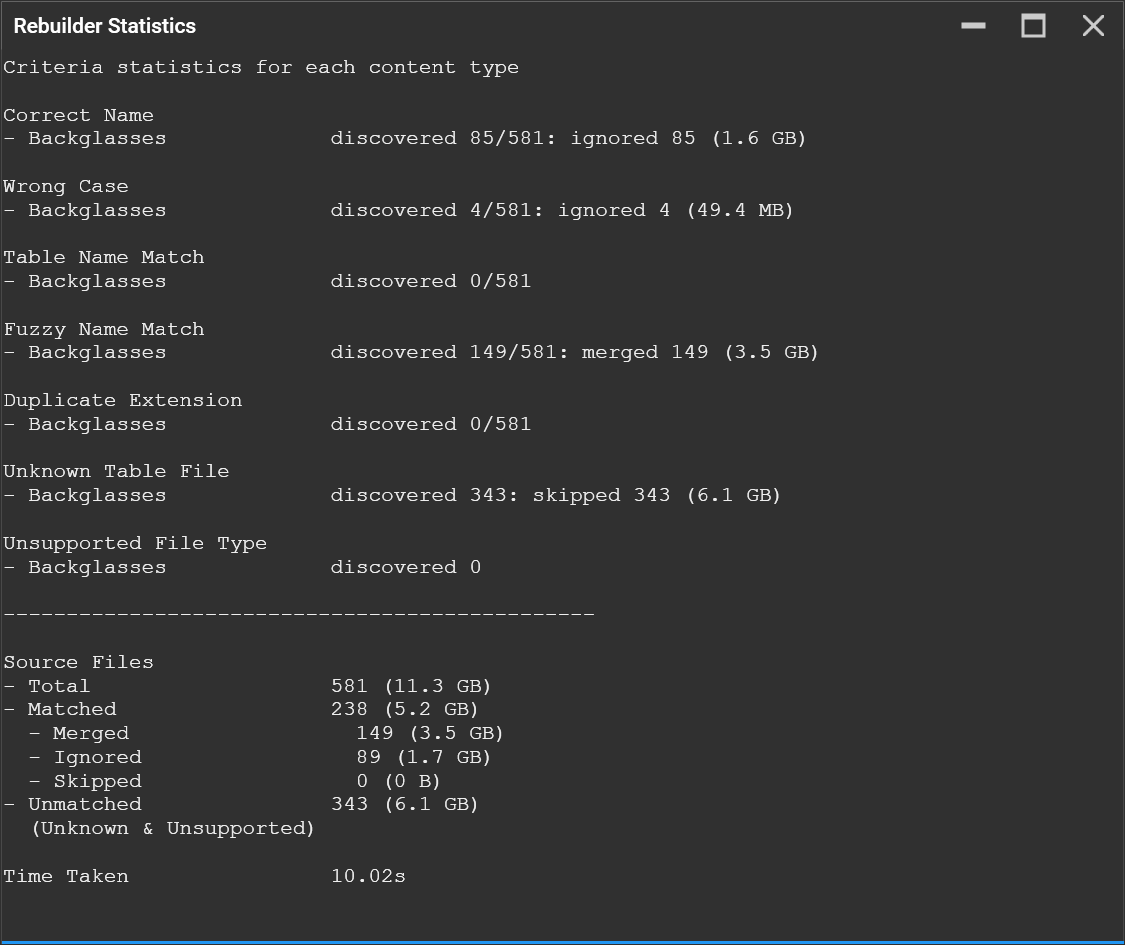 Rebuilder Statistics
Criteria statistics for each content type
Correct Name
- Backglasses discovered 85/581: ignored 85 (1.6 GB)
Wrong Case
- Backglasses discovered 4/581: ignored 4 (49.4 MB)
Table Name Match
- Backglasses discovered 0/581
Fuzzy Name Match
- Backglasses discovered 149/581: merged 149 (3.5 GB)
Duplicate Extension
- Backglasses discovered 0/581
Unknown Table File
- Backglasses discovered 343: skipped 343 (6.1 GB)
Unsupported File Type
- Backglasses discovered 0
-----------------------------------------------
Source Files
- Total 581 (11.3 GB)
- Matched 238 (5.2 GB)
- Merged 149 (3.5 GB)
- Ignored 89 (1.7 GB)
- Skipped 0 (0 B)
- Unmatched 343 (6.1 GB)
(Unknown & Unsupported)
Time Taken 10.02s